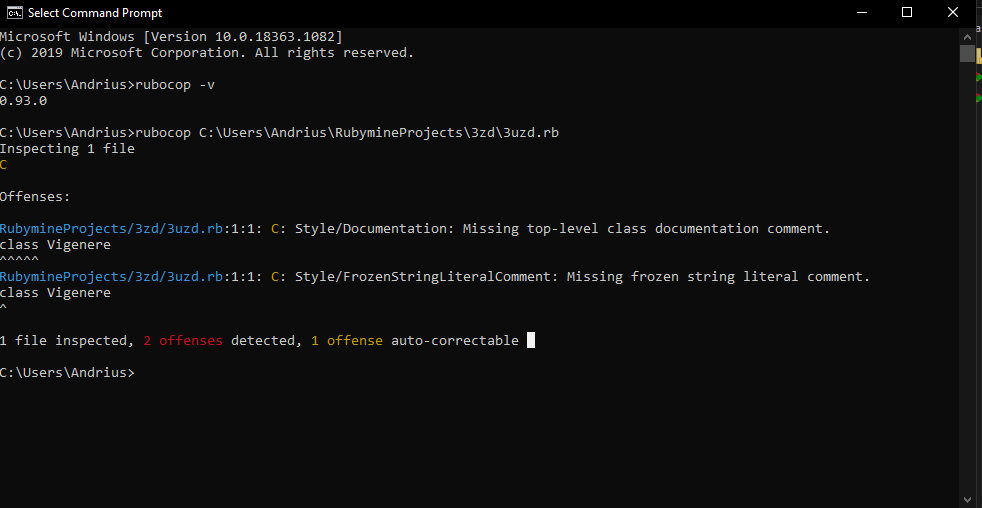 Select Command Prompt
Microsoft Windows [Version 10.0.18363.1082]
(c) 2019 Microsoft Corporation. All rights reserved.
C:\Users\Andrius>rubocop -v
0.93.0
C:\Users\Andrius>rubocop C:\Users\Andrius\RubymineProjects\3zd\3uzd.rb
Inspecting 1 file
C
Offenses:
RubymineProjects/3zd/3uzd.rb:1:1: C: Style/Documentation: Missing top-level class documentation comment.
class Vigenere
^^^^^
RubymineProjects/3zd/3uzd.rb:1:1: C: Style/FrozenStringLiteralComment: Missing frozen string literal comment.
class Vigenere
^
1 file inspected, 2 offenses detected, 1 offense auto-correctable
C:\Users\Andrius>